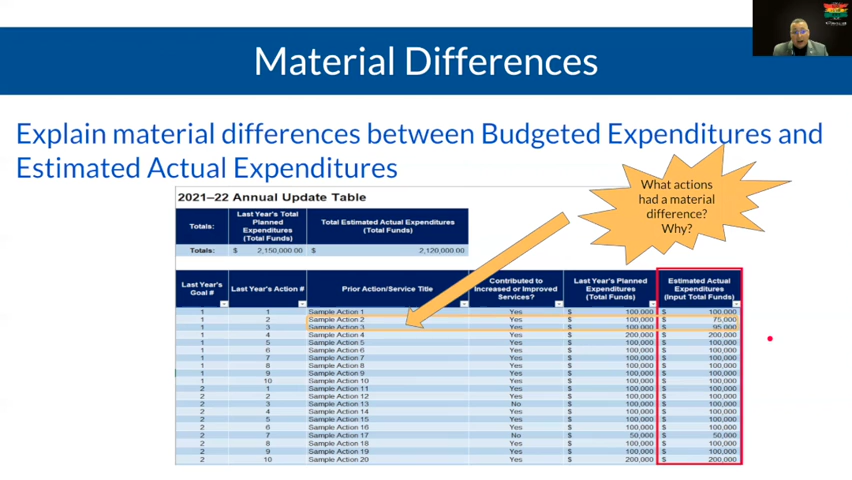 Material Differences
Explain material differences between Budgeted Expenditures and
Estimated Actual Expenditures
What actions
had a material
difference?
Why?
2021–22 Annual Update Table
Totals: Last Year's Total Planned Expenditures (Total Funds) Total Estimated Actual Expenditures (Total Funds)
Totals: $ 2,150,000.00 $ 2,120,000.00
Last Year's Goal # Last Year's Action # Prior Action/Service Title Contributed to Increased or Improved Services? Last Year's Planned Expenditures (Total Funds) Estimated Actual Expenditures (Input Total Funds)
1 1 Sample Action 1 Yes $ 100,000 $ 100,000
1 2 Sample Action 2 Yes $ 100,000 $ 75,000
1 3 Sample Action 3 Yes $ 100,000 $ 95,000
1 4 Sample Action 4 Yes $ 200,000 $ 200,000
1 5 Sample Action 5 Yes $ 100,000 $ 100,000
1 6 Sample Action 6 Yes $ 100,000 $ 100,000
1 7 Sample Action 7 Yes $ 100,000 $ 100,000
1 8 Sample Action 8 Yes $ 100,000 $ 100,000
1 9 Sample Action 9 Yes $ 100,000 $ 100,000
1 10 Sample Action 10 Yes $ 100,000 $ 100,000
2 1 Sample Action 11 Yes $ 100,000 $ 100,000
2 2 Sample Action 12 Yes $ 100,000 $ 100,000
2 3 Sample Action 13 No $ 100,000 $ 100,000
2 4 Sample Action 14 Yes $ 100,000 $ 100,000
2 5 Sample Action 15 Yes $ 100,000 $ 100,000
2 6 Sample Action 16 Yes $ 100,000 $ 100,000
2 7 Sample Action 17 No $ 50,000 $ 50,000
2 8 Sample Action 18 Yes $ 100,000 $ 100,000
2 9 Sample Action 19 Yes $ 100,000 $ 100,000
2 10 Sample Action 20 Yes $ 200,000 $ 200,000